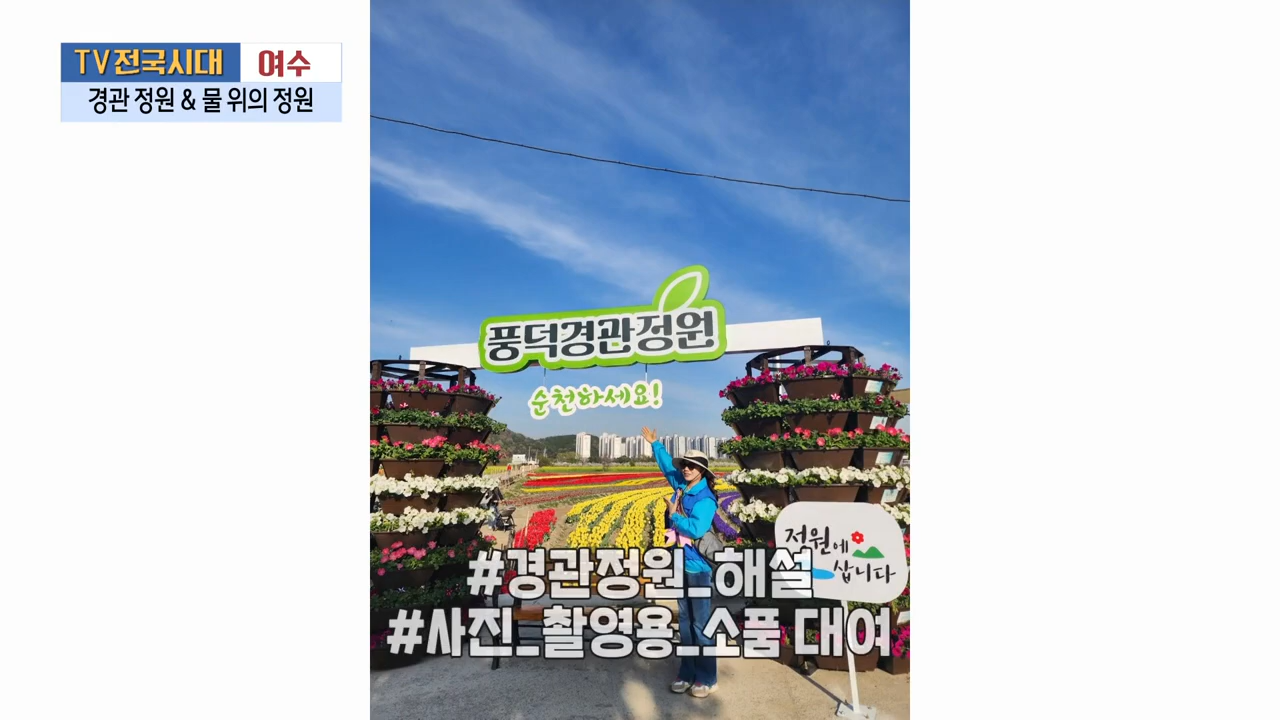 TV전국시대 여수
경관 정원 & 물 위의 정원
풍덕경관정원
순천하세요!
정원에
삽니다
#경관정원_해설
#사진_촬영용_소품 대여